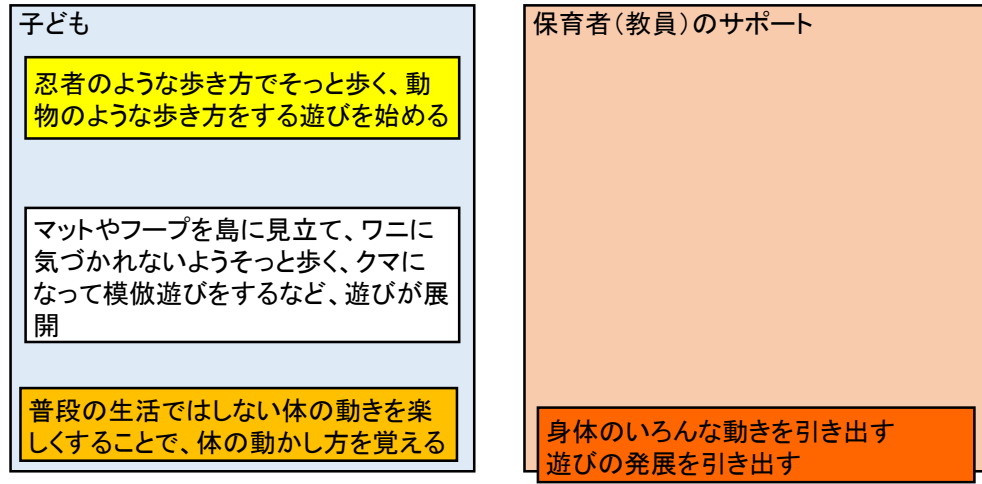 子ども
忍者のような歩き方でそっと歩く、動
物のような歩き方をする遊びを始める
マットやフープを島に見立て、ワニに
気づかれないようそっと歩く、クマに
なって模倣遊びをするなど、遊びが展
開
普段の生活ではしない体の動きを楽
しくすることで、体の動かし方を覚える
保育者(教員)のサポート
身体のいろんな動きを引き出す
遊びの発展を引き出す